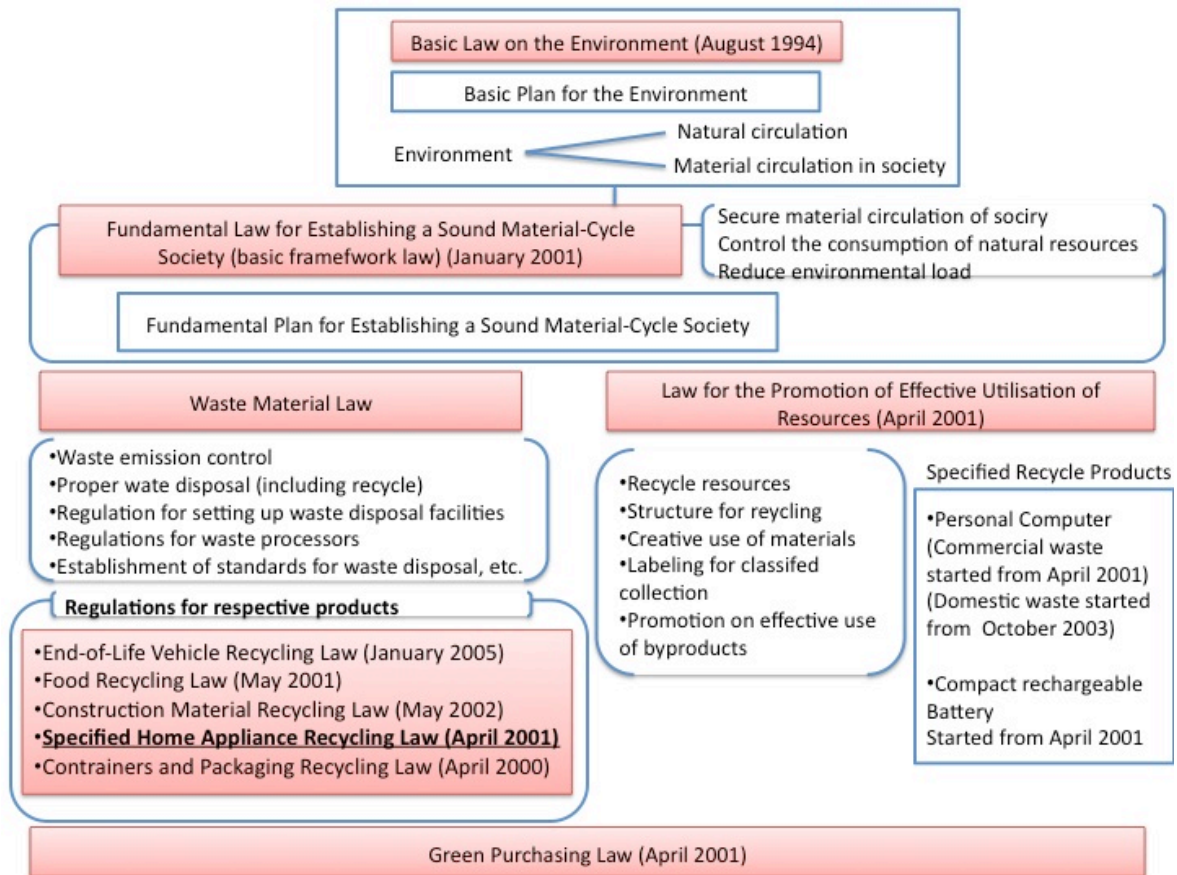 Basic Law on the Environment (August 1994)
Basic Plan for the Environment
Environment
Natural circulation
Material circulation in society
Fundamental Law for Establishing a Sound Material-Cycle
Society (basic framefwork law) (January 2001)
Secure material circulation of sociry
Control the consumption of natural resources
Reduce environmental load
Fundamental Plan for Establishing a Sound Material-Cycle Society
Waste Material Law
•Waste emission control
•Proper wate disposal (including recycle)
•Regulation for setting up waste disposal facilities
•Regulations for waste processors
•Establishment of standards for waste disposal, etc.
Regulations for respective products
•End-of-Life Vehicle Recycling Law (January 2005)
•Food Recycling Law (May 2001)
•Construction Material Recycling Law (May 2002)
•Specified Home Appliance Recycling Law (April 2001)
•Contrainers and Packaging Recycling Law (April 2000)
Law for the Promotion of Effective Utilisation of
Resources (April 2001)
•Recycle resources
•Structure for reycling
•Creative use of materials
•Labeling for classifed
collection
•Promotion on effective use
of byproducts
Specified Recycle Products
•Personal Computer
(Commercial waste
started from April 2001)
(Domestic waste started
from  October 2003)
•Compact rechargeable
Battery
Started from April 2001
Green Purchasing Law (April 2001)